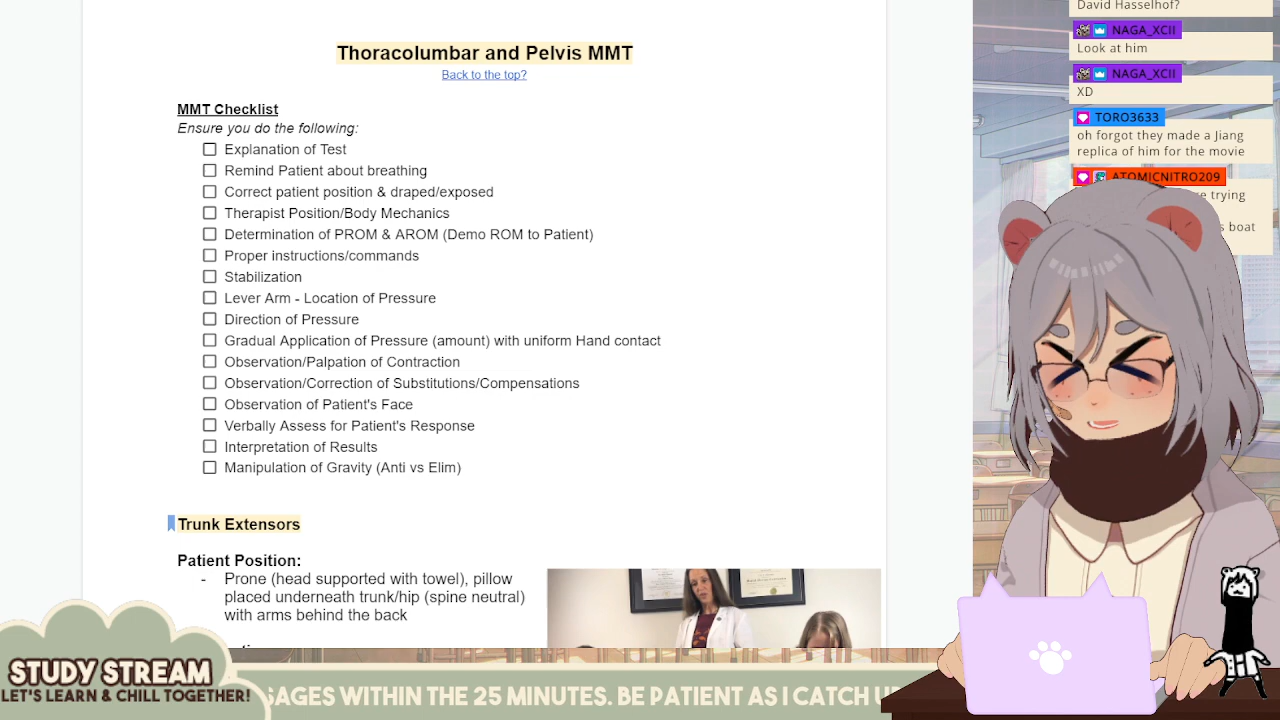 Thoracolumbar and Pelvis MMT
Back to the top?
MMT Checklist
Ensure you do the following:
Explanation of Test
Remind Patient about breathing
Correct patient position & draped/exposed
Therapist Position/Body Mechanics
Determination of PROM & AROM (Demo ROM to Patient)
Proper instructions/commands
Stabilization
Lever Arm - Location of Pressure
Direction of Pressure
Gradual Application of Pressure (amount) with uniform Hand contact
Observation/Palpation of Contraction
Observation/Correction of Substitutions/Compensations
Observation of Patient's Face
Verbally Assess for Patient's Response
Interpretation of Results
Manipulation of Gravity (Anti vs Elim)
Trunk Extensors
Patient Position:
- Prone (head supported with towel), pillow
placed underneath trunk/hip (spine neutral)
with arms behind the back
David Hasselhof?
NAGA_XCII
Look at him
NAGA_XCII
XD
TORO3633
oh forgot they made a Jiang
replica of him for the movie
ATOMICNITRO209
re trying
boat
STUDY STREAM
LET'S LEARN & CHILL TOGETHER!
SAGES WITHIN THE 25 MINUTES. BE PATIENT AS I CATCH U